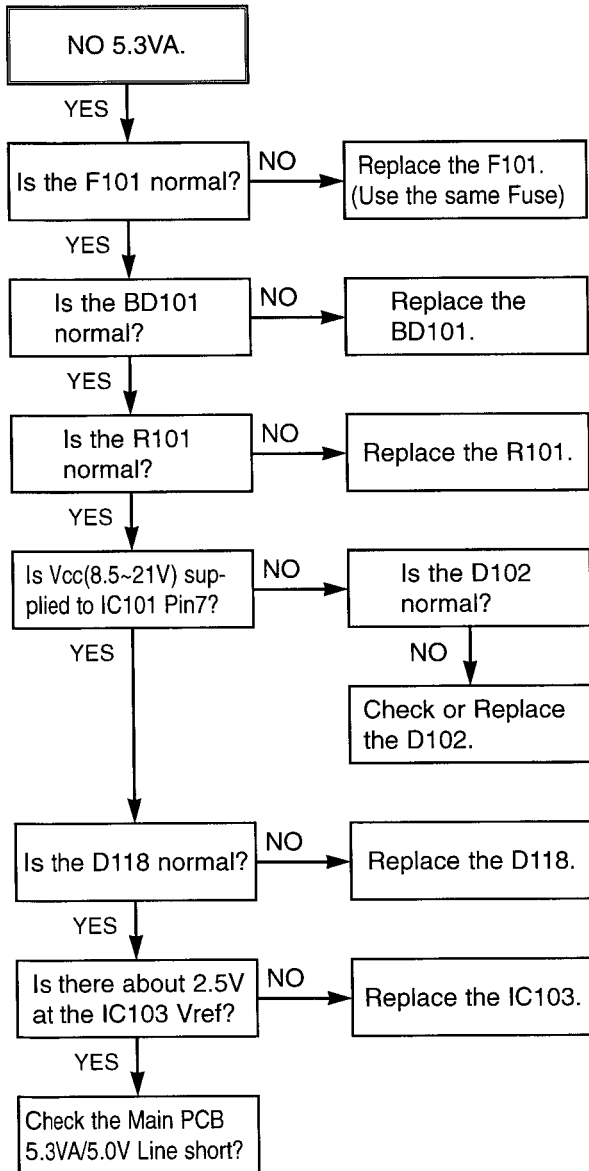 NO 5.3VA.
YES
Is the F101 normal?
NO
Replace the F101.
(Use the same Fuse)
YES
Is the BD101
normal?
NO
Replace the
BD101.
YES
Is the R101
normal?
NO
Replace the R101.
YES
Is Vcc(8.5~21V) sup-
plied to IC101 Pin7?
NO
Is the D102
normal?
YES
NO
Check or Replace
the D102.
Is the D118 normal?
NO
Replace the D118.
YES
Is there about 2.5V
at the IC103 Vref?
NO
Replace the IC103.
YES
Check the Main PCB
5.3VA/5.0V Line short?